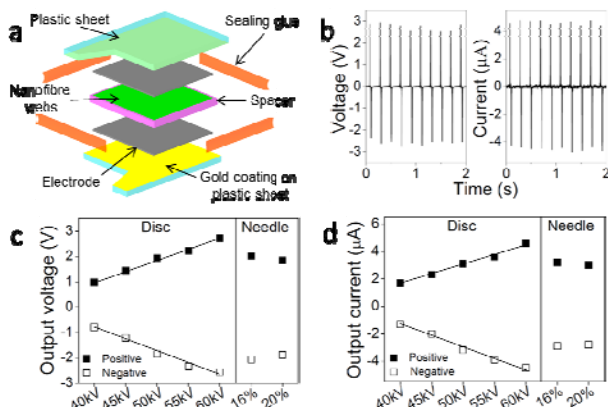 a
Plastic sheet
Sealing glue
Nanofibre
webs
Spacer
Electrode
Gold coating on
plastic sheet
b
Voltage (V)
3
2
1
0
-1
-2
-3
0 1 2
Current (μA)
4
2
0
-2
-4
0 1 2
Time (s)
c
Output voltage (V)
3
2
1
0
-1
-2
-3
Disc
Needle
Positive
Negative
40kV 45kV 50kV 55kV 60kV 16% 20%
d
Output current (μA)
6
4
2
0
-2
-4
Disc
Needle
Positive
Negative
40kV 45kV 50kV 55kV 60kV 16% 20%